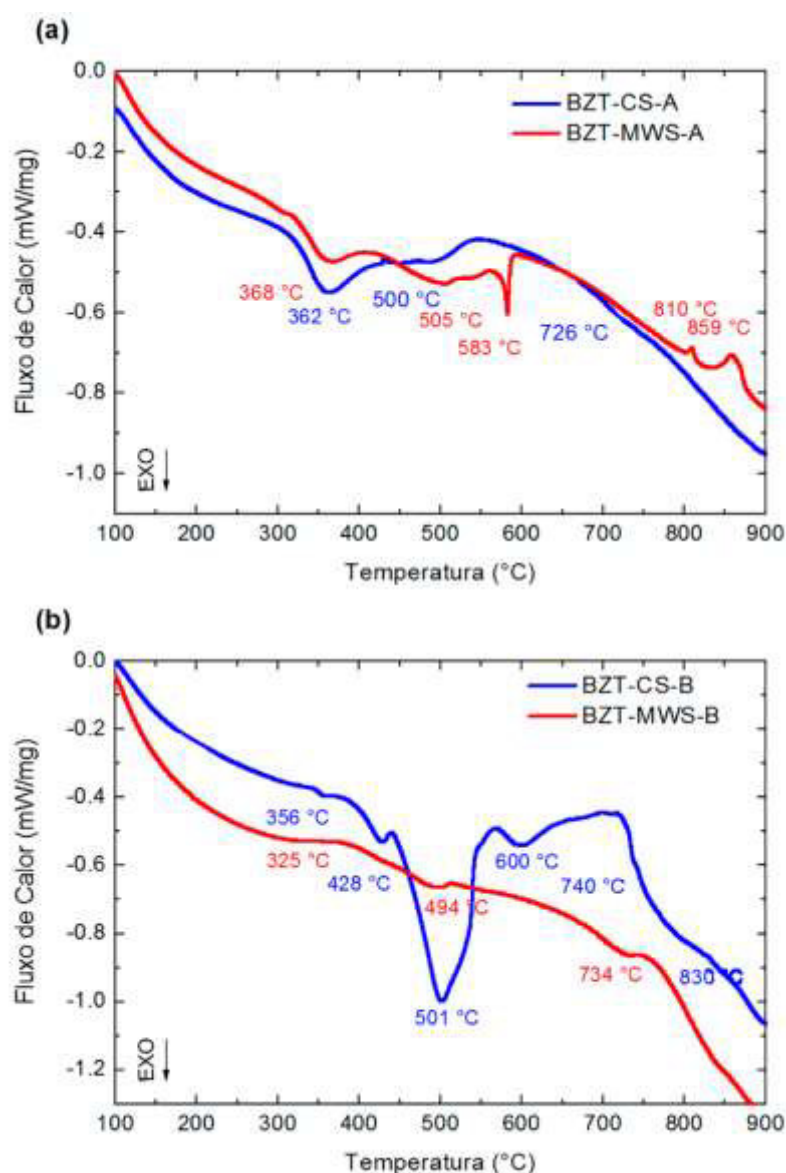 (a)
0.0
-0.2
-0.4
-0.6
-0.8
-1.0
Fluxo de Calor (mW/mg)
BZT-CS-A
BZT-MWS-A
368 °C
362 °C
500 °C
505 °C
583 °C
726 °C
810 °C
859 °C
EXO
100 200 300 400 500 600 700 800 900
Temperatura (°C)
(b)
0.0
-0.2
-0.4
-0.6
-0.8
-1.0
-1.2
Fluxo de Calor (mW/mg)
BZT-CS-B
BZT-MWS-B
356 °C
325 °C
428 °C
494 °C
501 °C
600 °C
740 °C
734 °C
830 °C
EXO
100 200 300 400 500 600 700 800 900
Temperatura (°C)